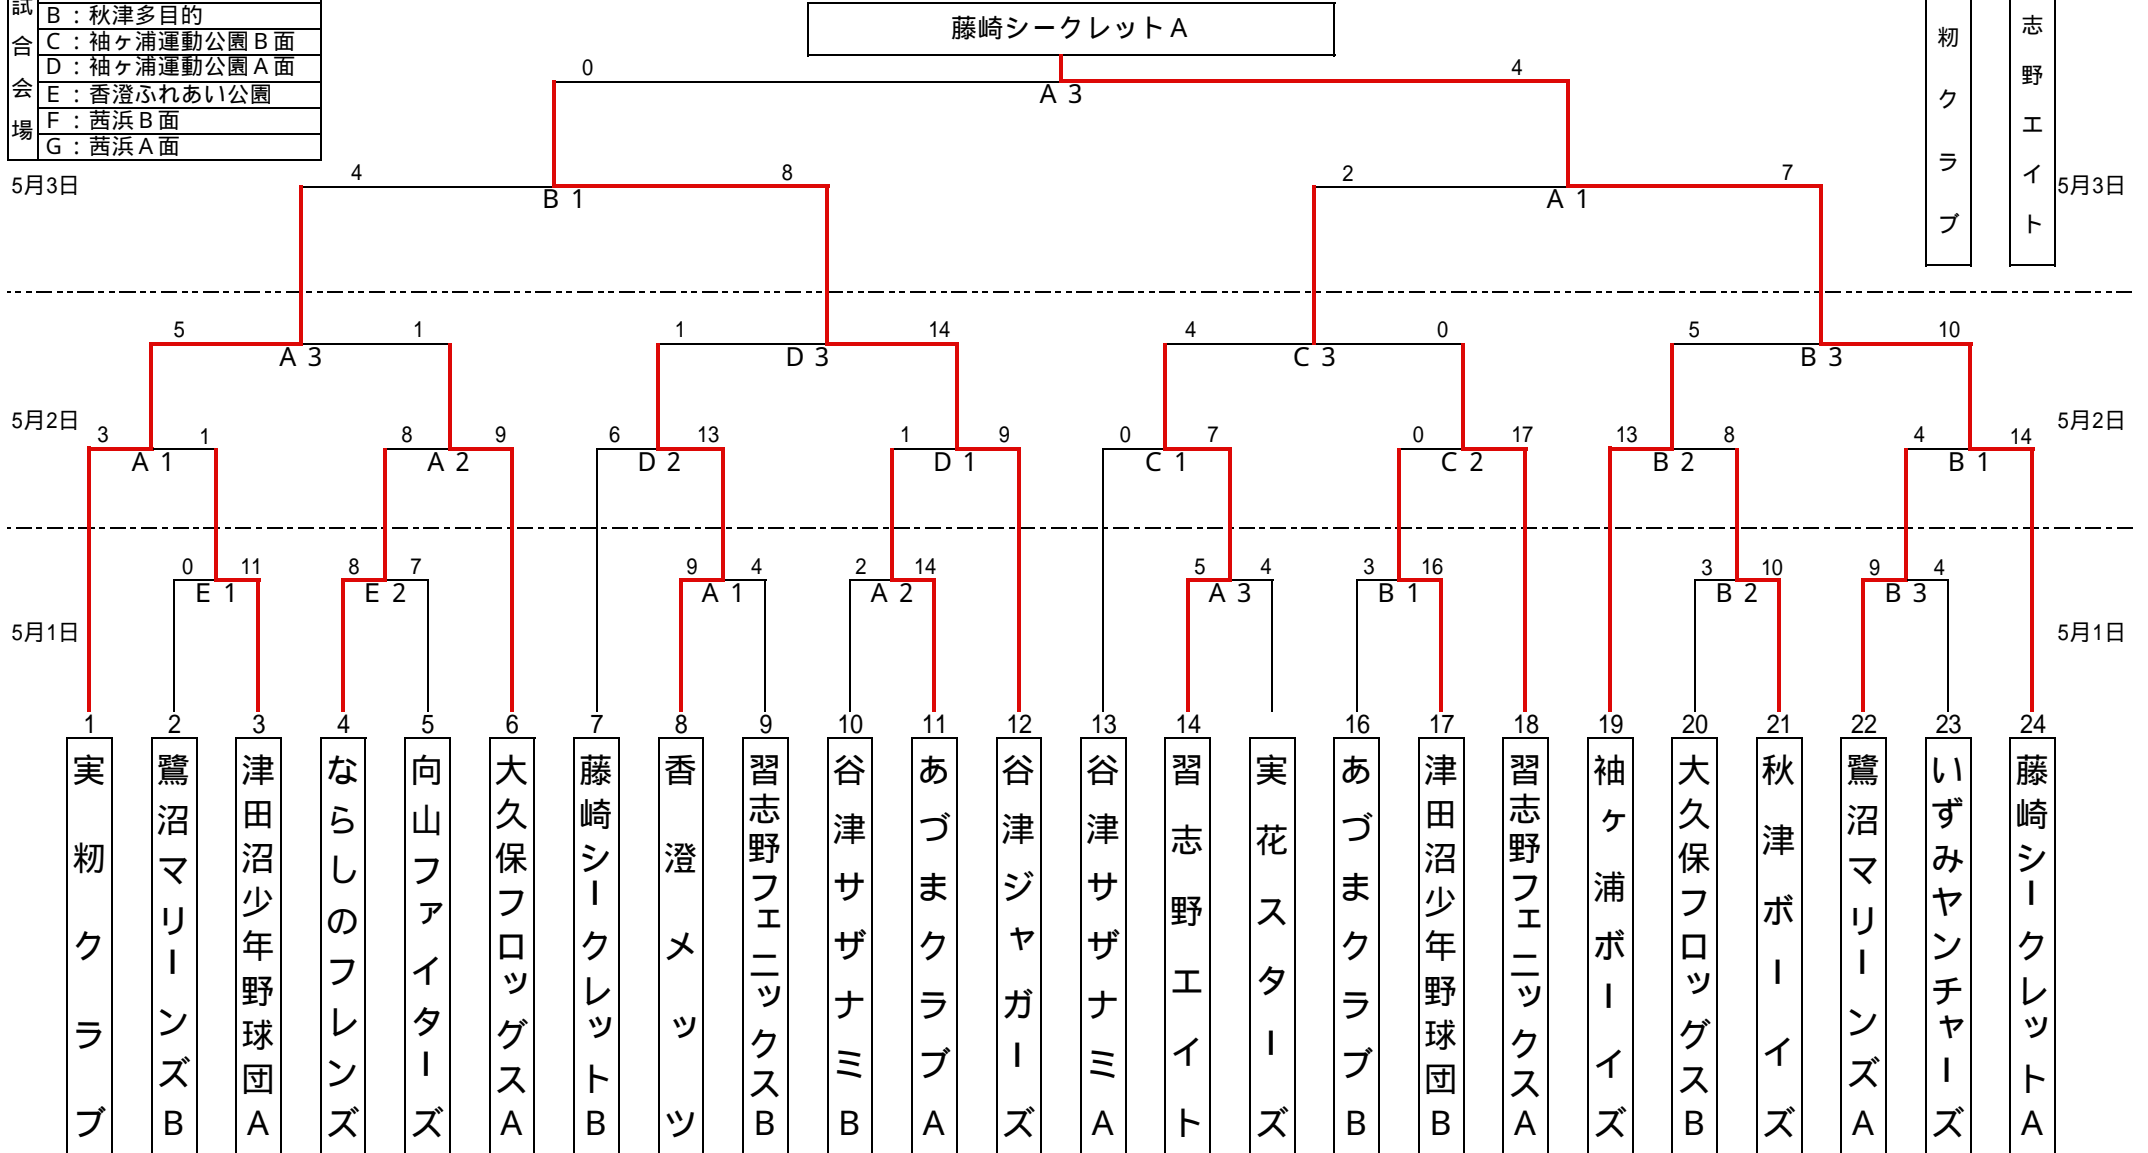 試合会場
B：秋津多目的
C：袖ヶ浦運動公園B面
D：袖ヶ浦運動公園A面
E：香澄ふれあい公園
F：茜浜B面
G：茜浜A面
藤崎シークレットA
籾クラブ
志野エイト
0 4
A 3
5月3日 4 8 2 7 5月3日
B 1 A 1
5 1 1 14 4 0 5 10
A 3 D 3 C 3 B 3
5月2日 5月2日
3 1 8 9 6 13 1 9 0 7 0 17 13 8 4 14
A 1 A 2 D 2 D 1 C 1 C 2 B 2 B 1
0 11 8 7 9 4 2 14 5 4 3 16 3 10 9 4
E 1 E 2 A 1 A 2 A 3 B 1 B 2 B 3
5月1日 5月1日
1 2 3 4 5 6 7 8 9 10 11 12 13 14 16 17 18 19 20 21 22 23 24
実籾クラブ
鷺沼マリーンズB
津田沼少年野球団A
ならしのフレンズ
向山ファイターズ
大久保フロッグスA
藤崎シークレットB
香澄メッツ
習志野フェニックスB
谷津サザナミB
あづまクラブA
谷津ジャガーズ
谷津サザナミA
習志野エイト
実花スターズ
あづまクラブB
津田沼少年野球団B
習志野フェニックスA
袖ヶ浦ボーイズ
大久保フロッグスB
秋津ボーイズ
鷺沼マリーンズA
いずみヤンチャーズ
藤崎シークレットA